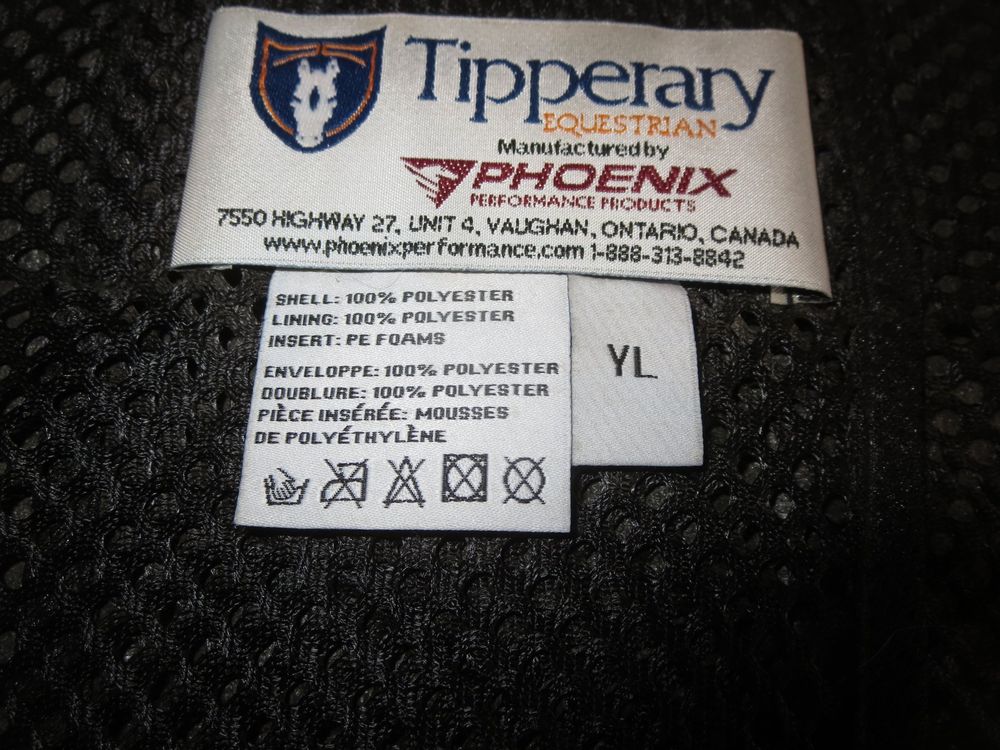 Tipperary
EQUESTRIAN
Manufactured by
PHOENIX
PERFORMANCE PRODUCTS
7550 HIGHWAY 27, UNIT 4, VAUGHAN, ONTARIO, CANADA
www.phoenixperformance.com 1-888-313-8842
SHELL: 100% POLYESTER
LINING: 100% POLYESTER
INSERT: PE FOAMS
ENVELOPPE: 100% POLYESTER
DOUBLURE: 100% POLYESTER
PIÈCE INSÉRÉE: MOUSSES
DE POLYÉTHYLÈNE
YL